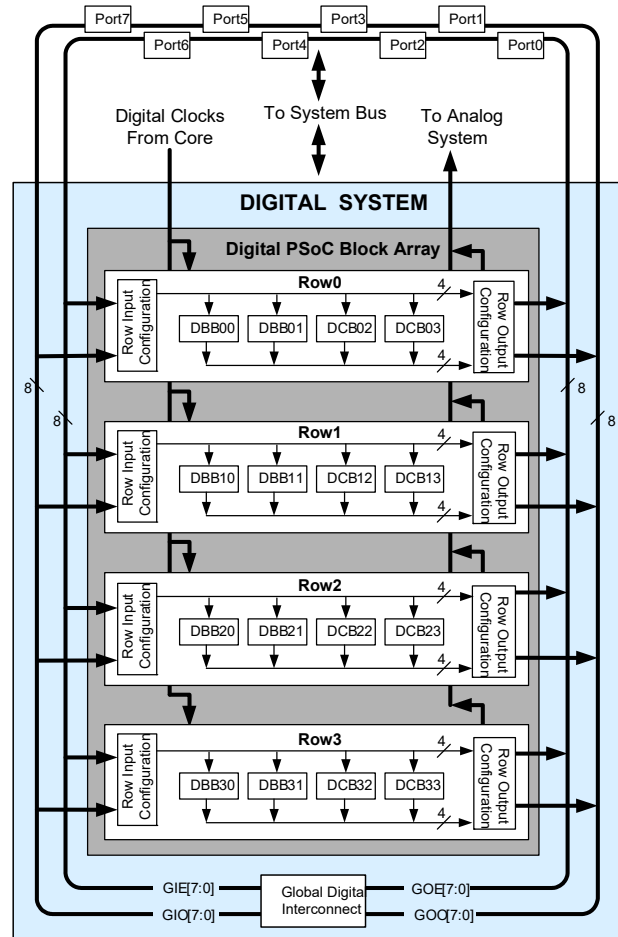 Port7
Port5
Port3
Port1
Port6
Port4
Port2
Port0
Digital Clocks
From Core
To System Bus
To Analog
System
DIGITAL SYSTEM
Digital PSoC Block Array
Row0
Row Input
Configuration
DBB00
DBB01
DCB02
DCB03
4
4
Row Output
Configuration
8
8
8
8
Row1
Row Input
Configuration
DBB10
DBB11
DCB12
DCB13
4
4
Row Output
Configuration
Row2
Row Input
Configuration
DBB20
DBB21
DCB22
DCB23
4
4
Row Output
Configuration
Row3
Row Input
Configuration
DBB30
DBB31
DCB32
DCB33
4
4
Row Output
Configuration
GIE[7:0]
GIO[7:0]
Global Digital
Interconnect
GOE[7:0]
GOO[7:0]